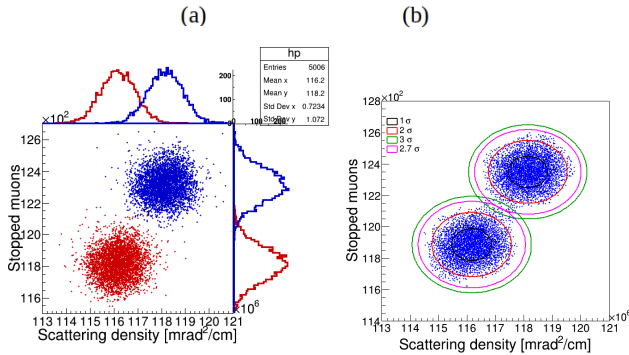 (a)
(b)
hp
Entries 5006
Mean x 116.2
Mean y 118.2
Std Dev x 0.7234
Std Dev y 1.072
200
100
0
0 100 200
×10²
126
124
122
120
118
116
Stopped muons
113 114 115 116 117 118 119 120 121
×10⁶
Scattering density [mrad²/cm]
×10²
128
126
124
122
120
118
116
114
Stopped muons
1 σ
2 σ
3 σ
2.7 σ
113 114 115 116 117 118 119 120 121
×10⁶
Scattering density [mrad²/cm]